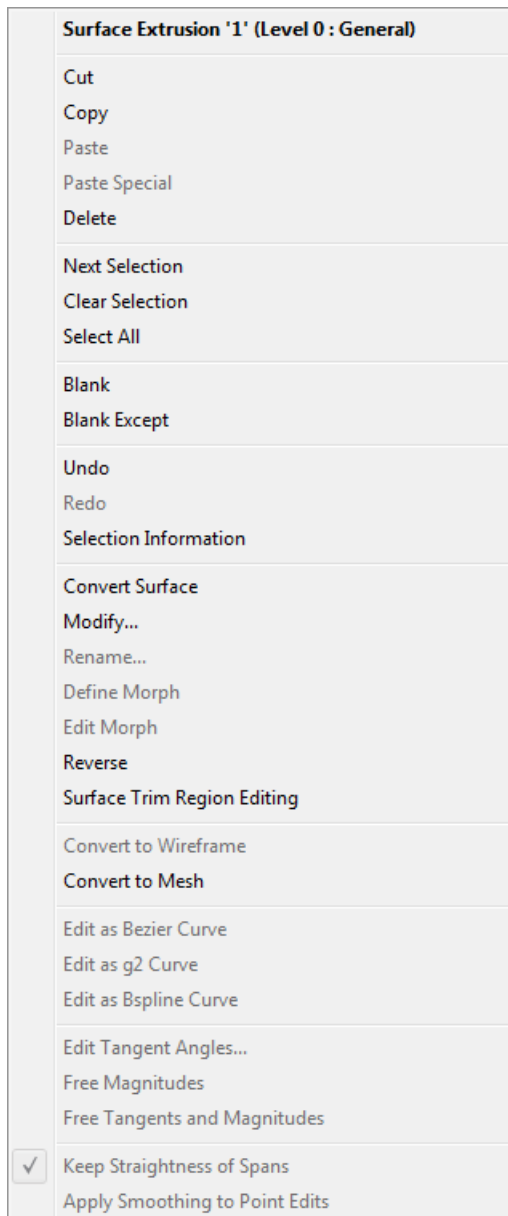 Surface Extrusion '1' (Level 0 : General)
Cut
Copy
Paste
Paste Special
Delete
Next Selection
Clear Selection
Select All
Blank
Blank Except
Undo
Redo
Selection Information
Convert Surface
Modify...
Rename...
Define Morph
Edit Morph
Reverse
Surface Trim Region Editing
Convert to Wireframe
Convert to Mesh
Edit as Bezier Curve
Edit as g2 Curve
Edit as Bspline Curve
Edit Tangent Angles...
Free Magnitudes
Free Tangents and Magnitudes
Keep Straightness of Spans
Apply Smoothing to Point Edits